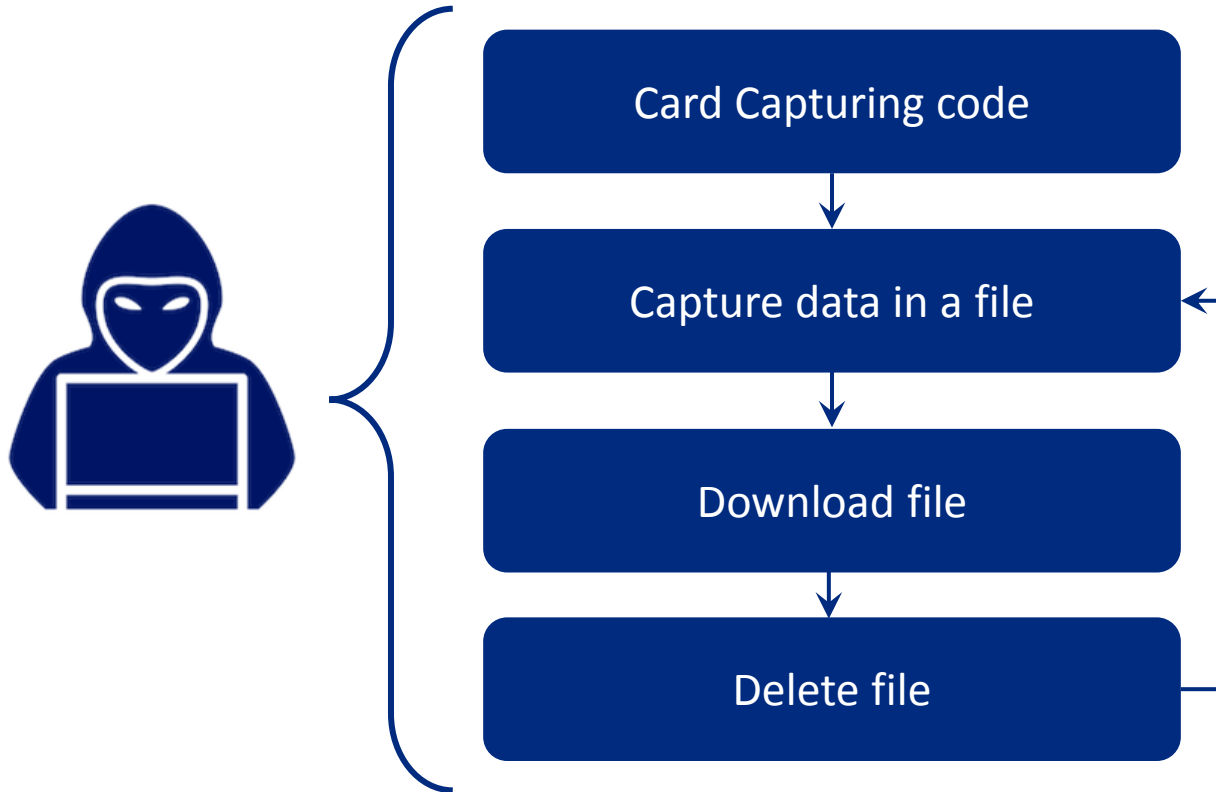 Card Capturing code
Capture data in a file
Download file
Delete file